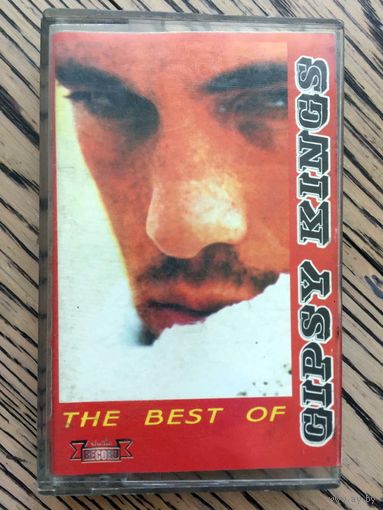 THE BEST OF
GIPSY KINGS
RECORD